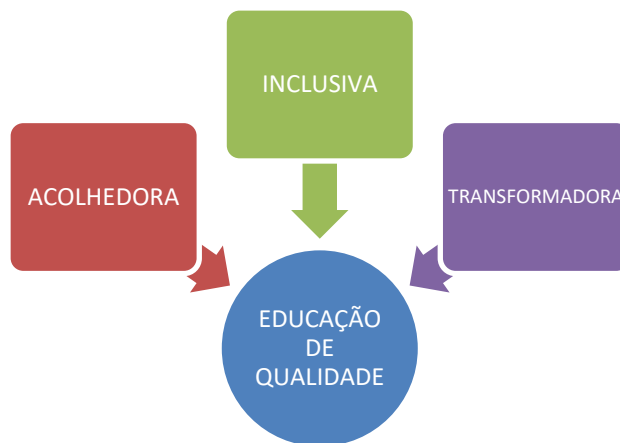 INCLUSIVA
ACOLHEDORA
TRANSFORMADORA
EDUCAÇÃO
DE
QUALIDADE